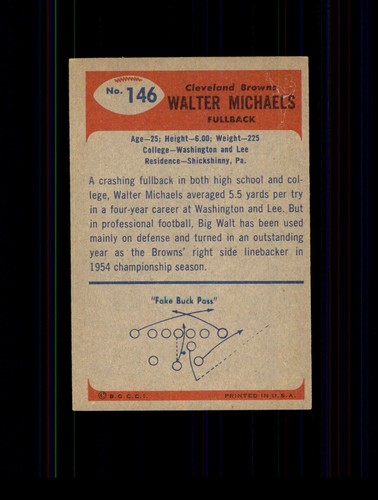 No. 146
Cleveland Browns
WALTER MICHAELS
FULLBACK
Age—25; Height—6.00; Weight—225
College—Washington and Lee
Residence—Shickshinny, Pa.
A crashing fullback in both high school and col-
lege, Walter Michaels averaged 5.5 yards per try
in a four-year career at Washington and Lee. But
in professional football, Big Walt has been used
mainly on defense and turned in an outstanding
year as the Browns' right side linebacker in
1954 championship season.
"Fake Buck Pass"
© B.G.C.C.I.
PRINTED IN U.S.A.